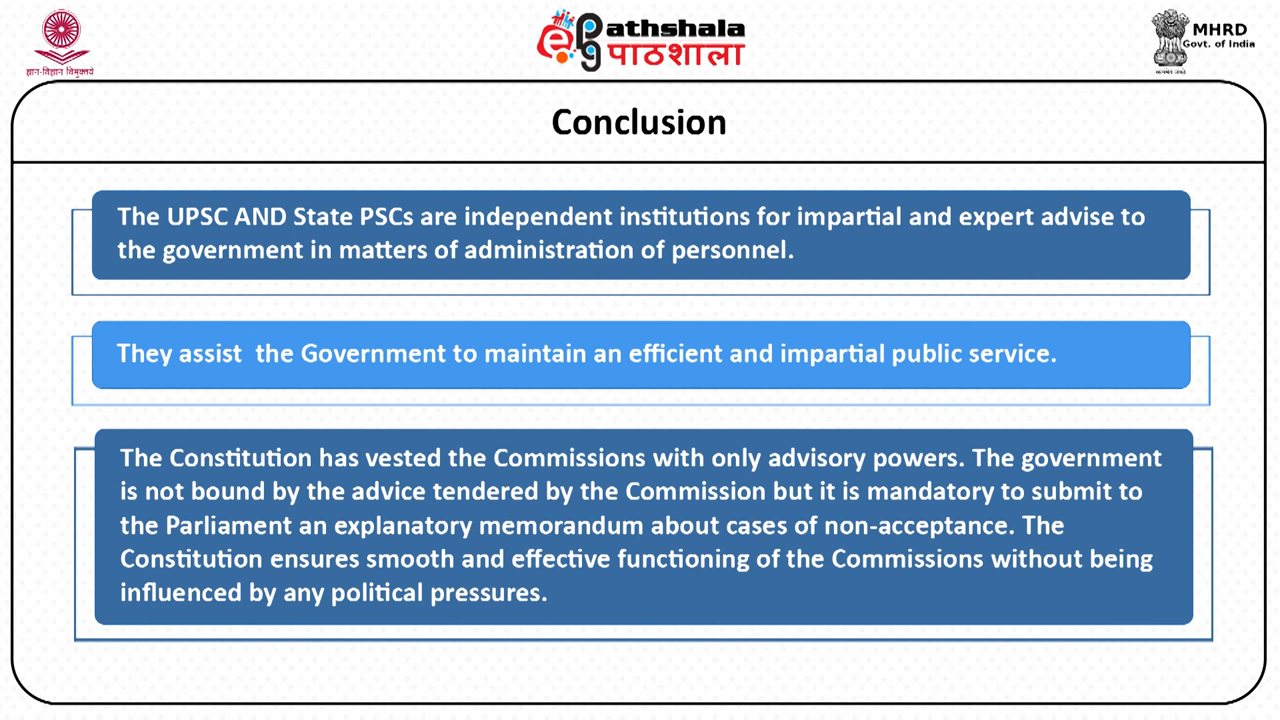 ज्ञान-विज्ञान विमुक्तये
ePG athshala
पाठशाला
MHRD
Govt. of India
सत्यमेव जयते
Conclusion
The UPSC AND State PSCs are independent institutions for impartial and expert advise to
the government in matters of administration of personnel.
They assist  the Government to maintain an efficient and impartial public service.
The Constitution has vested the Commissions with only advisory powers. The government
is not bound by the advice tendered by the Commission but it is mandatory to submit to
the Parliament an explanatory memorandum about cases of non-acceptance. The
Constitution ensures smooth and effective functioning of the Commissions without being
influenced by any political pressures.